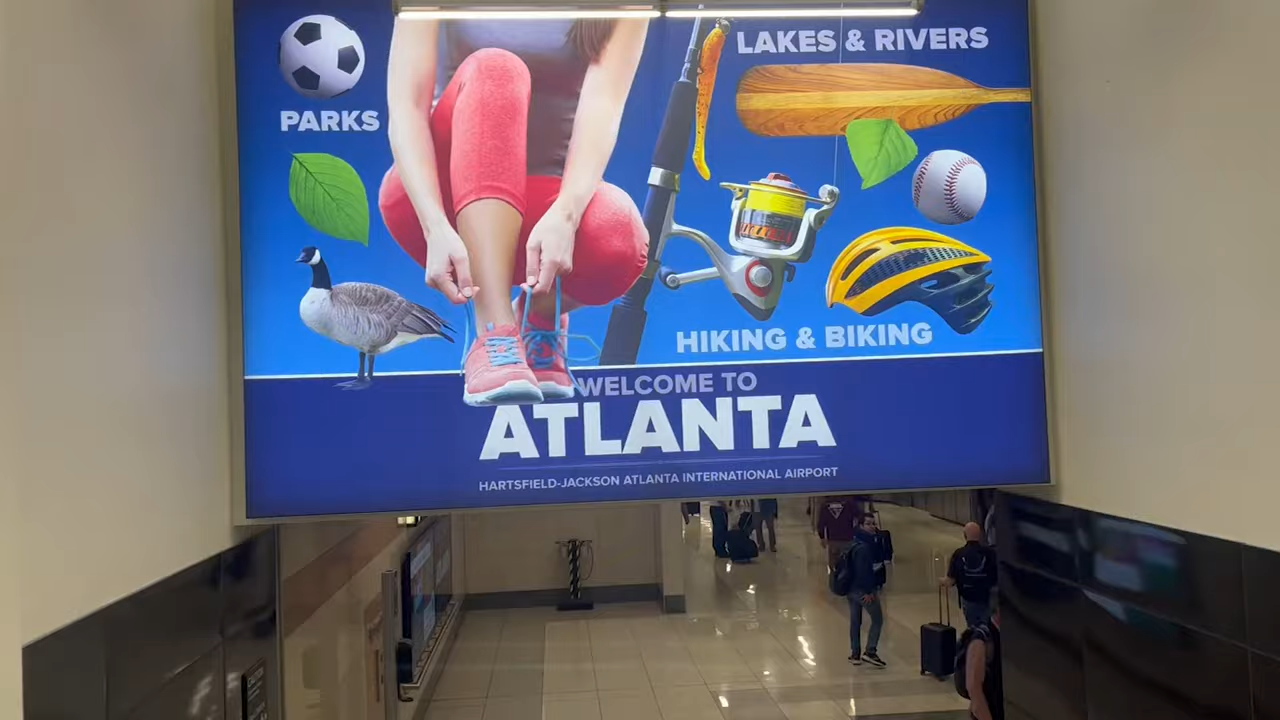 LAKES & RIVERS
PARKS
HIKING & BIKING
WELCOME TO
ATLANTA
HARTSFIELD-JACKSON ATLANTA INTERNATIONAL AIRPORT